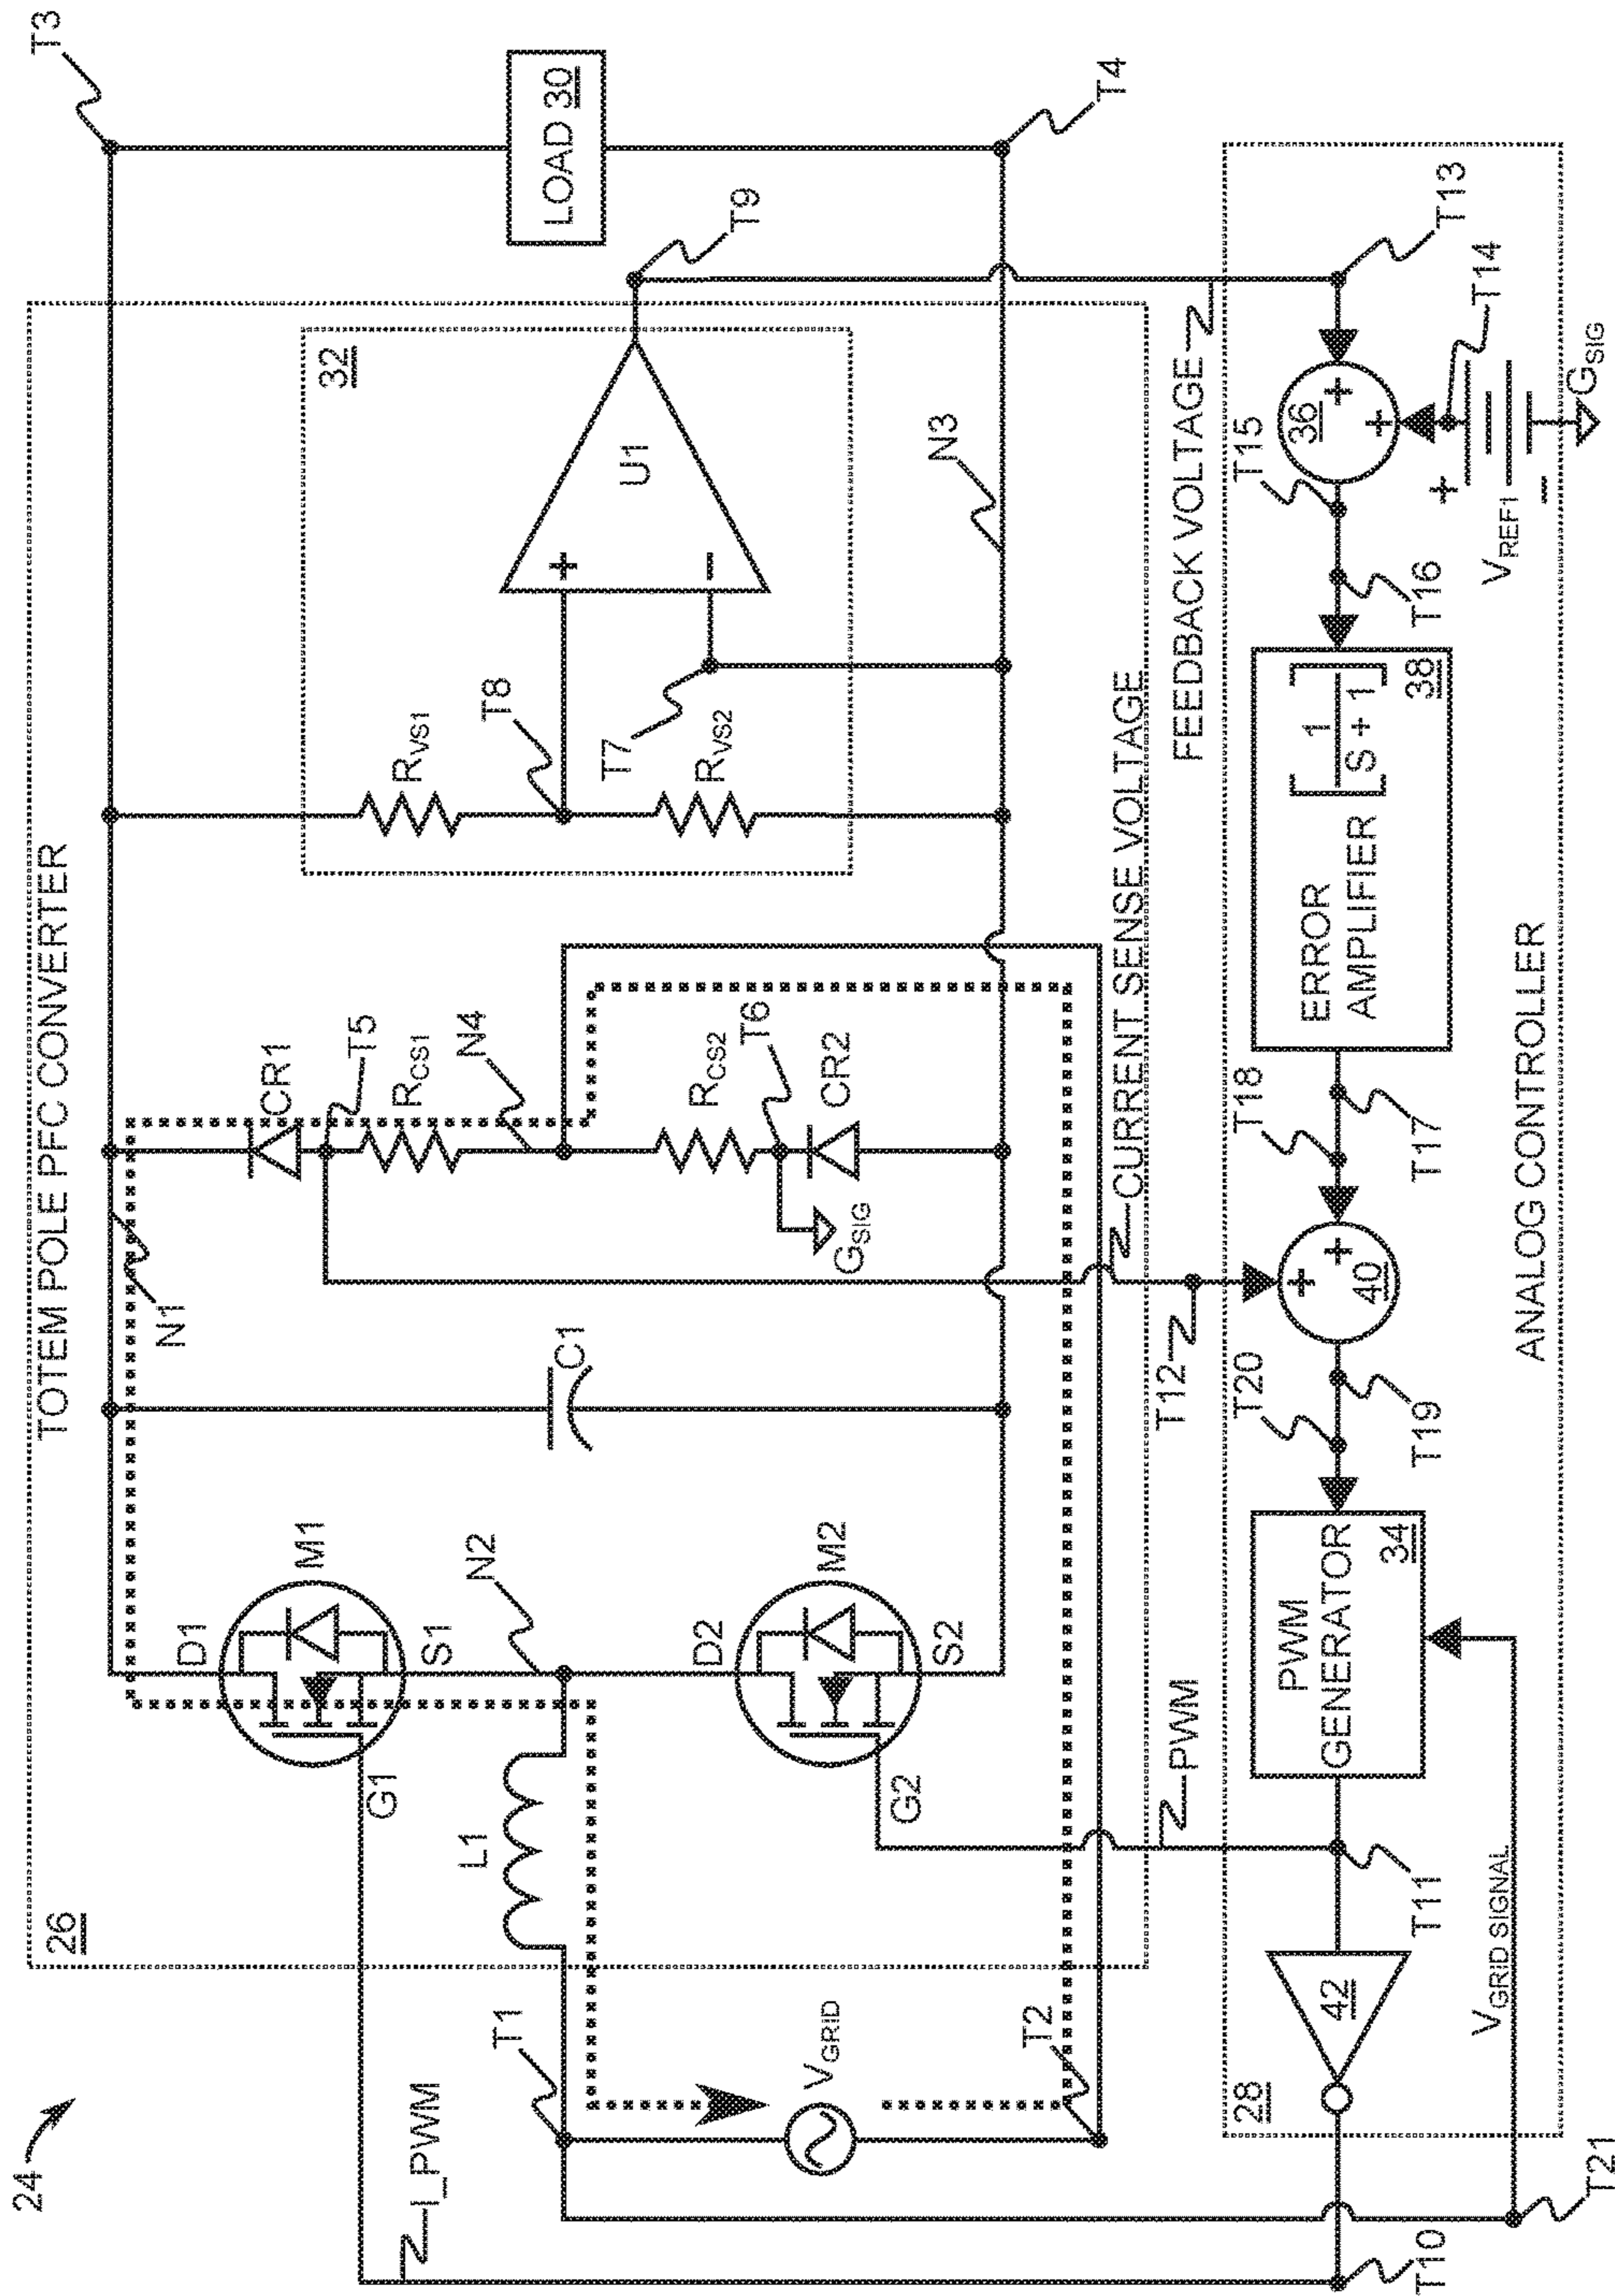 24
TOTEM POLE PFC CONVERTER
26
T3
N1
D1
M1
S1
G1
I_PWM
CR1
T5
RCS1
N4
RCS2
T6
CR2
GSIG
C1
N2
L1
T1
VGRID
T2
D2
M2
S2
G2
RVS1
T8
T7
RVS2
32
U1
+
−
T9
LOAD 30
N3
T4
PWM
CURRENT SENSE VOLTAGE
FEEDBACK VOLTAGE
T12
28
42
T10
T11
T21
VGRID SIGNAL
PWM
GENERATOR
34
T20
T19
+
+
40
T18
T17
ERROR
AMPLIFIER
[1
S + 1]
38
T16
T15
36
+
+
T13
T14
+
−
VREF1
GSIG
ANALOG CONTROLLER